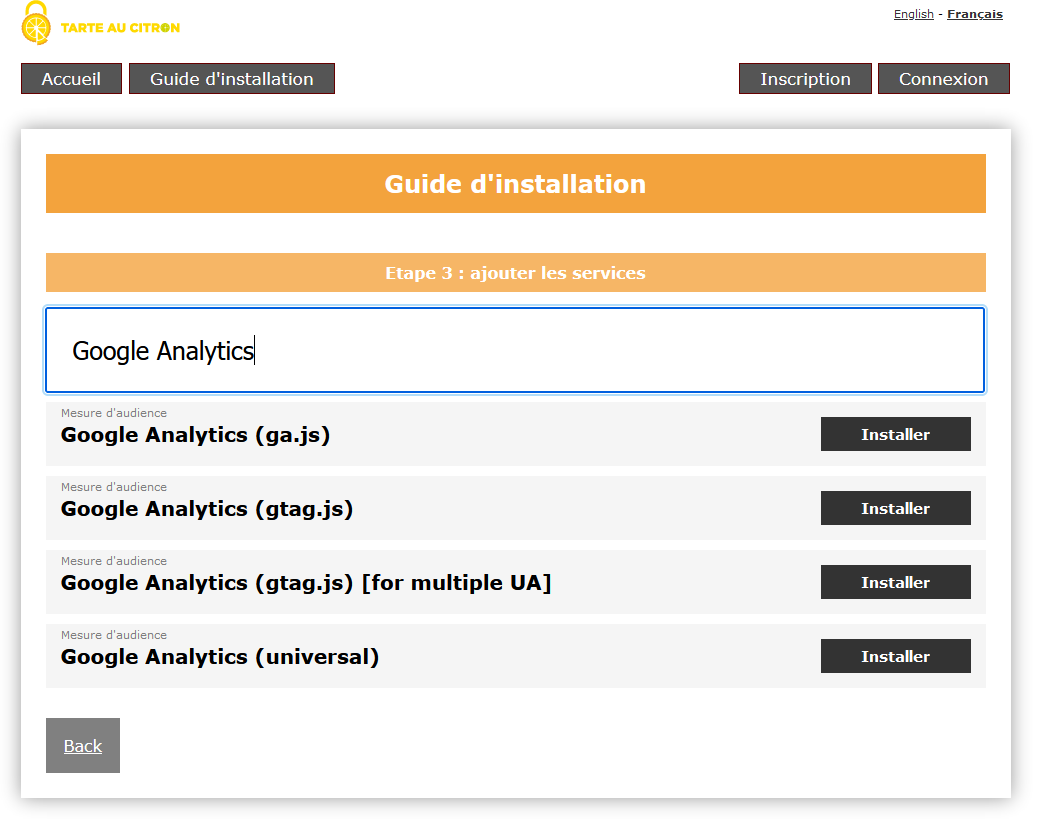 TARTE AU CITRON
English - Français
Accueil Guide d'installation Inscription Connexion
Guide d'installation
Etape 3 : ajouter les services
Google Analytics
Mesure d'audience
Google Analytics (ga.js) Installer
Mesure d'audience
Google Analytics (gtag.js) Installer
Mesure d'audience
Google Analytics (gtag.js) [for multiple UA] Installer
Mesure d'audience
Google Analytics (universal) Installer
Back